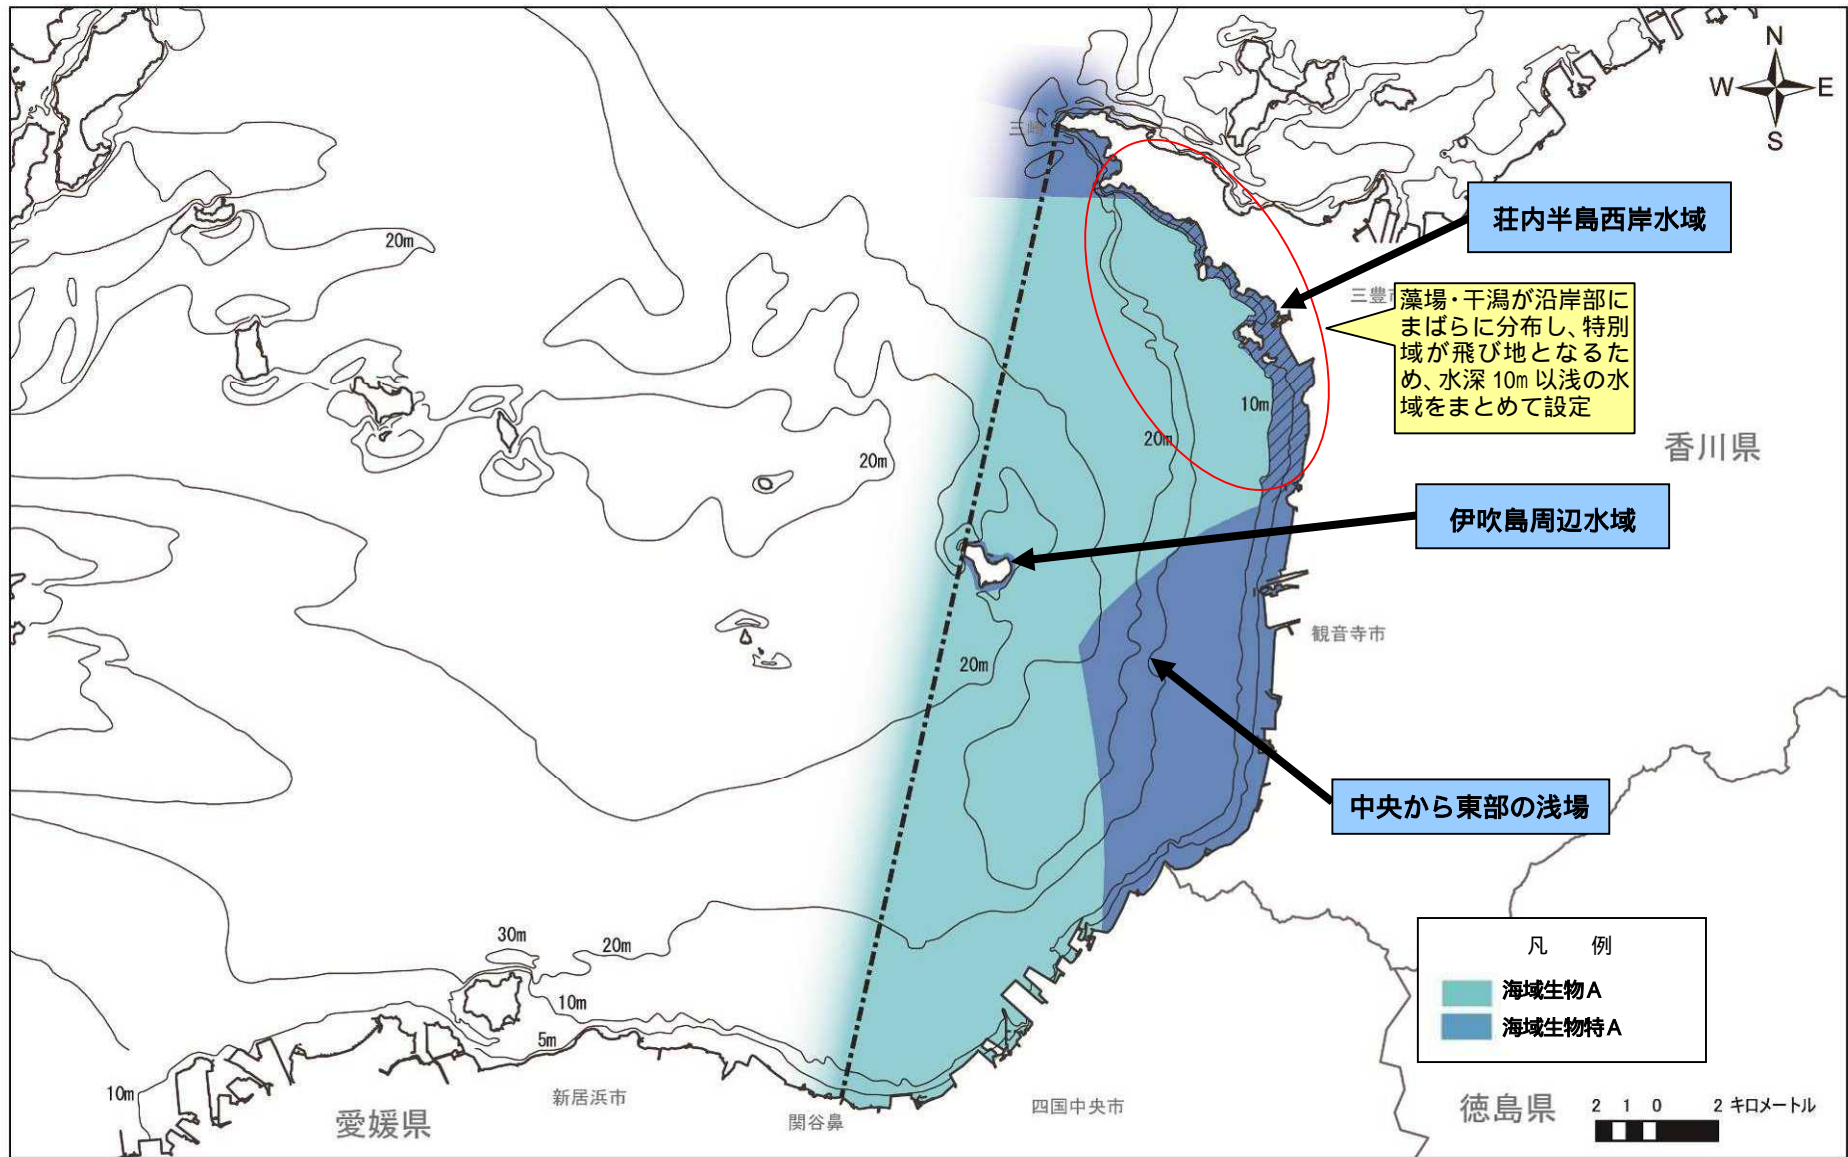 N
W E
S
三崎
荘内半島西岸水域
三豊市
藻場・干潟が沿岸部に
まばらに分布し、特別
域が飛び地となるた
め、水深10m以浅の水
域をまとめて設定
20m
10m
20m
20m
香川県
伊吹島周辺水域
観音寺市
20m
中央から東部の浅場
凡 例
海域生物A
海域生物特A
30m
20m
10m
5m
10m
新居浜市
愛媛県
関谷鼻
四国中央市
徳島県
2 1 0 2 キロメートル